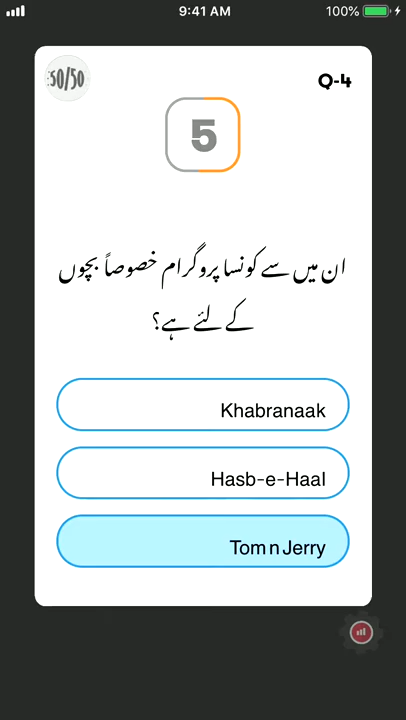 9:41 AM
100%
50/50
Q-4
5
ان میں سے کونسا پروگرام خصوصاً بچوں
کے لئے ہے؟
Khabranaak
Hasb-e-Haal
Tom n Jerry